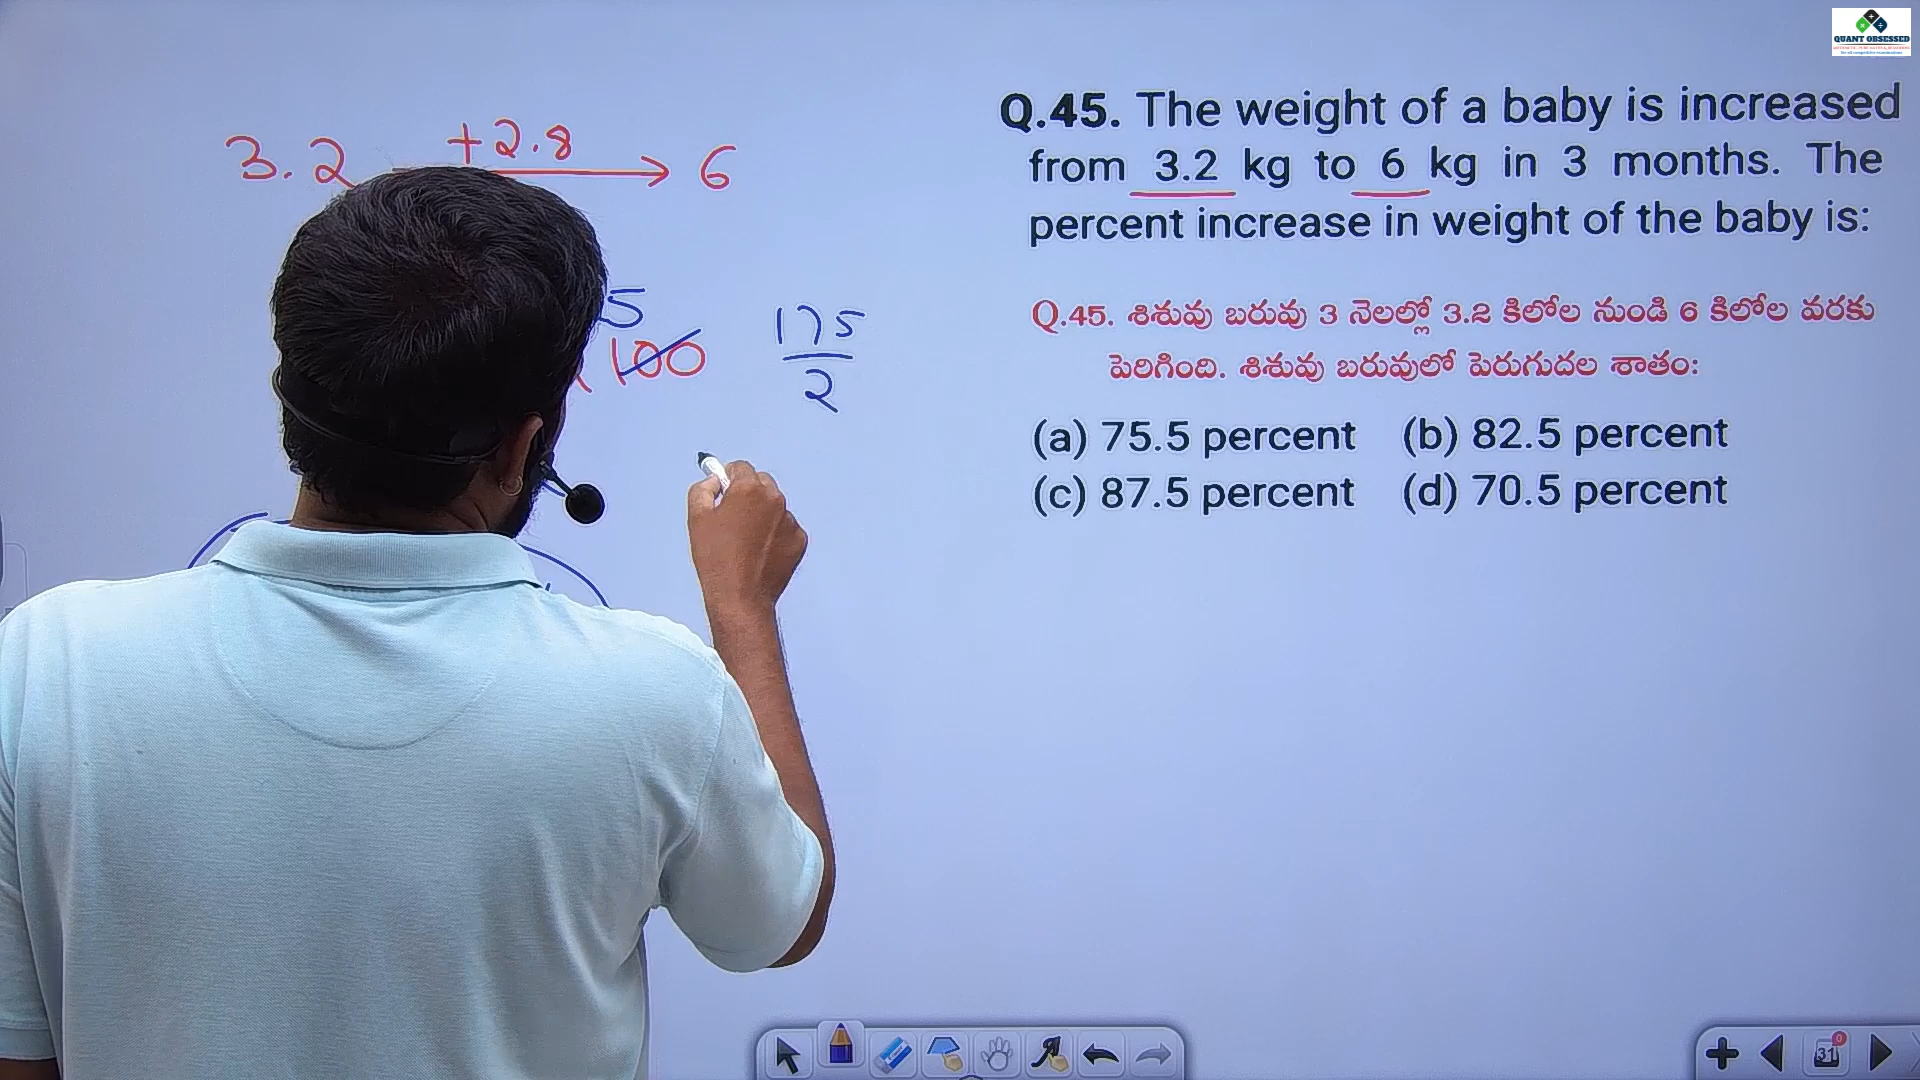 QUANT OBSESSED
3.2 +2.8 6
5
100
175
2
Q.45. The weight of a baby is increased
from 3.2 kg to 6 kg in 3 months. The
percent increase in weight of the baby is:
Q.45. శిశువు బరువు 3 నెలల్లో 3.2 కిలోల నుండి 6 కిలోల వరకు
పెరిగింది. శిశువు బరువులో పెరుగుదల శాతం:
(a) 75.5 percent (b) 82.5 percent
(c) 87.5 percent (d) 70.5 percent
31 0